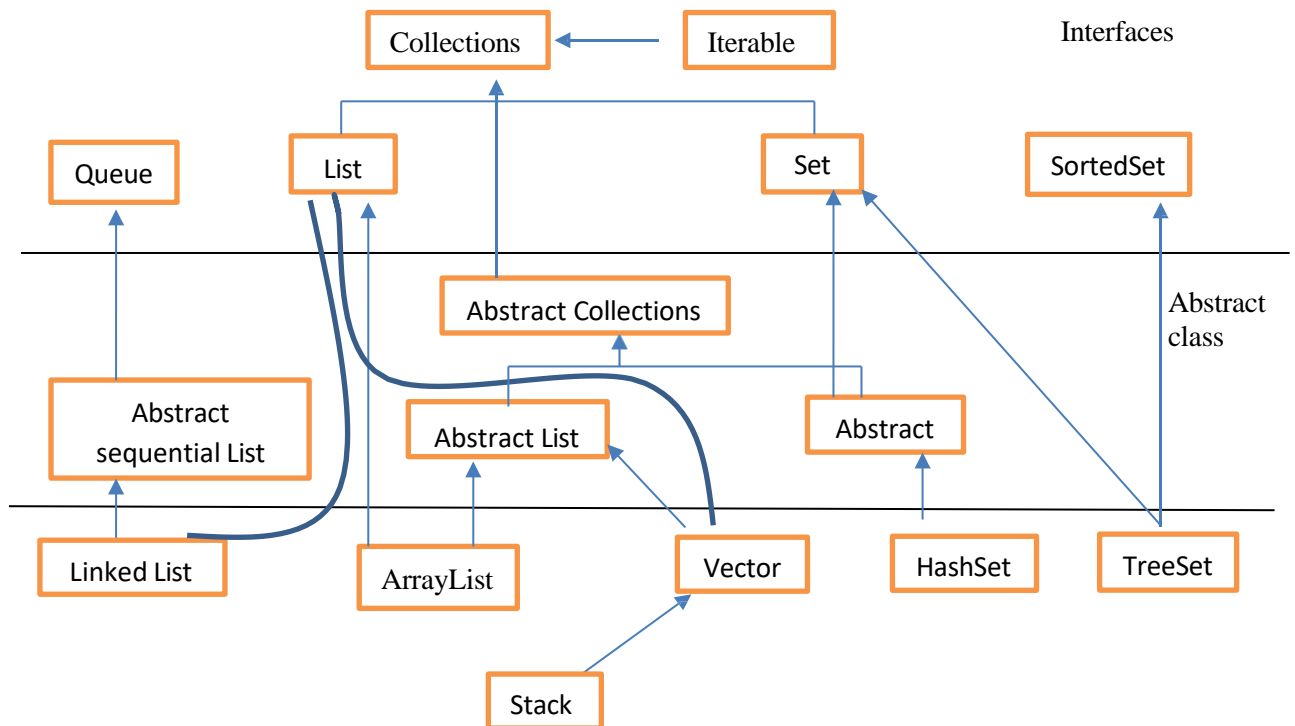 Collections
Iterable
Interfaces
Queue
List
Set
SortedSet
Abstract Collections
Abstract
class
Abstract
sequential List
Abstract List
Abstract
Linked List
ArrayList
Vector
HashSet
TreeSet
Stack